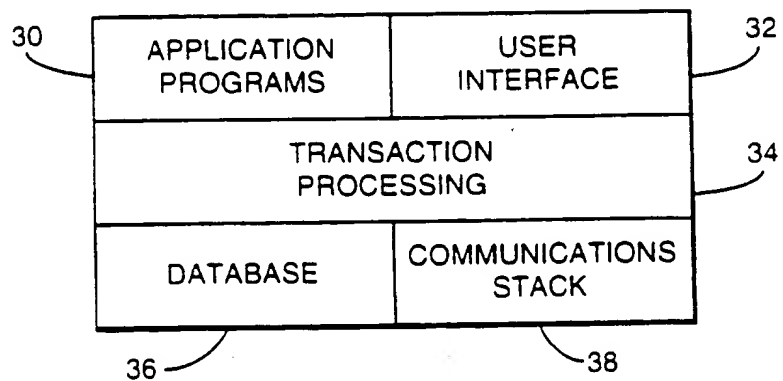 30
APPLICATION
PROGRAMS
USER
INTERFACE
32
TRANSACTION
PROCESSING
34
DATABASE
COMMUNICATIONS
STACK
36
38